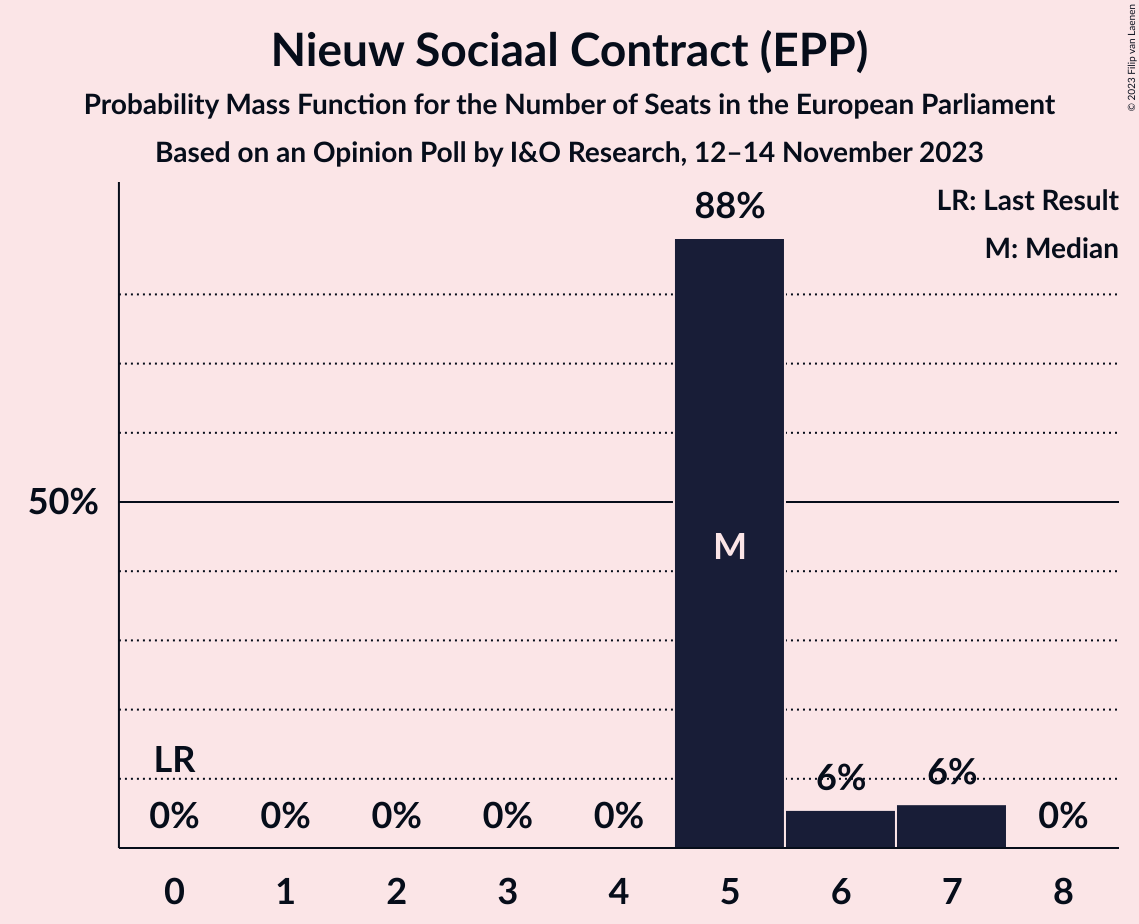 Nieuw Sociaal Contract (EPP)
Probability Mass Function for the Number of Seats in the European Parliament
Based on an Opinion Poll by I&O Research, 12–14 November 2023
© 2023 Filip van Laenen
LR: Last Result
M: Median
88%
50%
M
LR
0% 0% 0% 0% 0% 6% 6% 0%
0 1 2 3 4 5 6 7 8